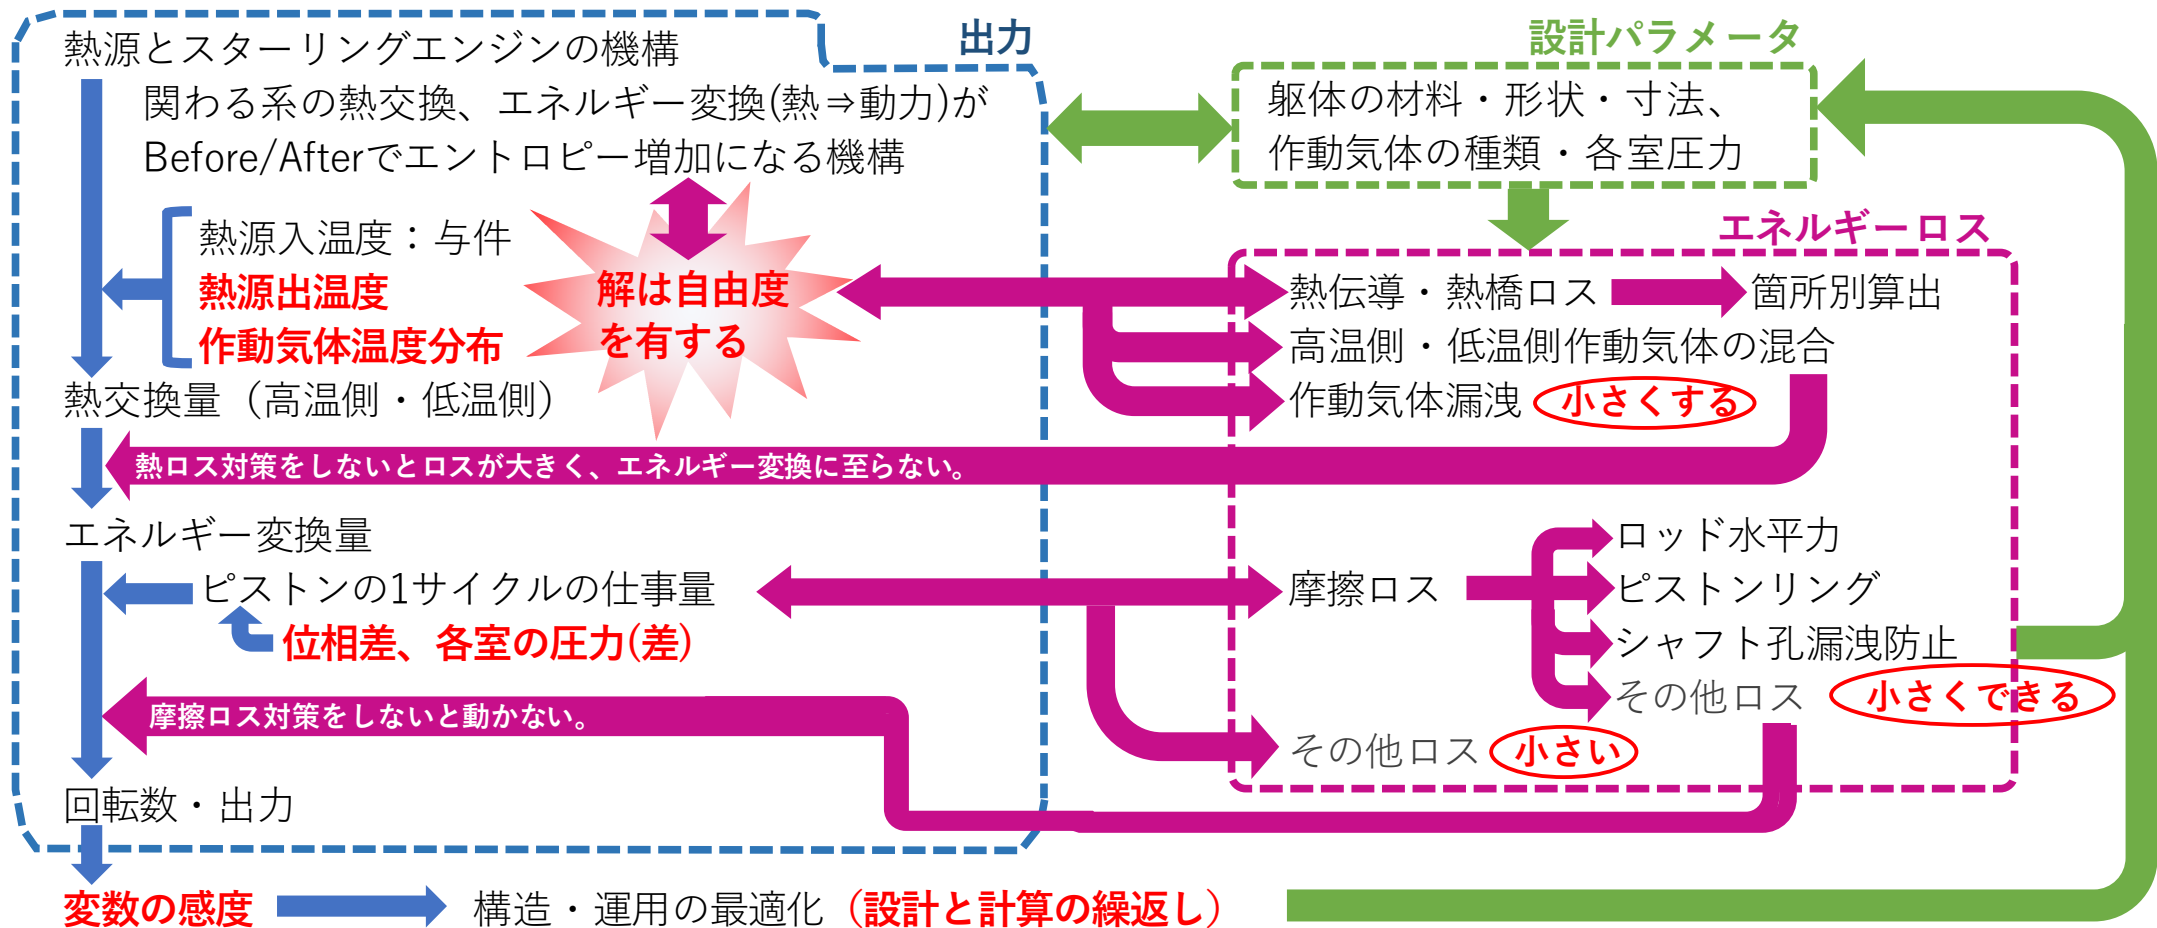 熱源とスターリングエンジンの機構
関わる系の熱交換、エネルギー変換(熱⇒動力)が
Before/Afterでエントロピー増加になる機構
熱源入温度：与件
熱源出温度
作動気体温度分布
解は自由度
を有する
熱交換量（高温側・低温側）
熱ロス対策をしないとロスが大きく、エネルギー変換に至らない。
エネルギー変換量
ピストンの1サイクルの仕事量
位相差、各室の圧力(差)
摩擦ロス対策をしないと動かない。
回転数・出力
変数の感度
構造・運用の最適化（設計と計算の繰返し）
出力
設計パラメータ
躯体の材料・形状・寸法、
作動気体の種類・各室圧力
エネルギーロス
熱伝導・熱橋ロス
箇所別算出
高温側・低温側作動気体の混合
作動気体漏洩
小さくする
摩擦ロス
ロッド水平力
ピストンリング
シャフト孔漏洩防止
その他ロス
小さくできる
その他ロス
小さい